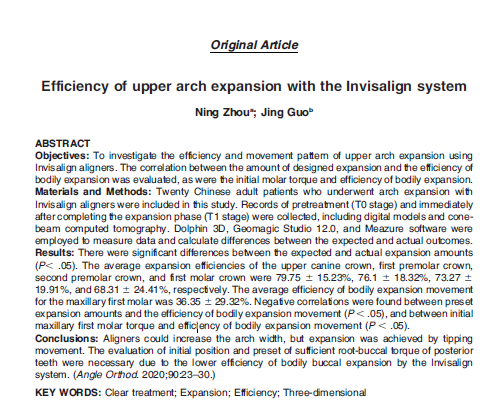 Original Article
Efficiency of upper arch expansion with the Invisalign system
Ning Zhouᵃ; Jing Guoᵇ
ABSTRACT
Objectives: To investigate the efficiency and movement pattern of upper arch expansion using
Invisalign aligners. The correlation between the amount of designed expansion and the efficiency of
bodily expansion was evaluated, as were the initial molar torque and efficiency of bodily expansion.
Materials and Methods: Twenty Chinese adult patients who underwent arch expansion with
Invisalign aligners were included in this study. Records of pretreatment (T0 stage) and immediately
after completing the expansion phase (T1 stage) were collected, including digital models and cone-
beam computed tomography. Dolphin 3D, Geomagic Studio 12.0, and Meazure software were
employed to measure data and calculate differences between the expected and actual outcomes.
Results: There were significant differences between the expected and actual expansion amounts
(P< .05). The average expansion efficiencies of the upper canine crown, first premolar crown,
second premolar crown, and first molar crown were 79.75 ± 15.23%, 76.1 ± 18.32%, 73.27 ±
19.91%, and 68.31 ± 24.41%, respectively. The average efficiency of bodily expansion movement
for the maxillary first molar was 36.35 ± 29.32%. Negative correlations were found between preset
expansion amounts and the efficiency of bodily expansion movement (P < .05), and between initial
maxillary first molar torque and efficiency of bodily expansion movement (P < .05).
Conclusions: Aligners could increase the arch width, but expansion was achieved by tipping
movement. The evaluation of initial position and preset of sufficient root-buccal torque of posterior
teeth were necessary due to the lower efficiency of bodily buccal expansion by the Invisalign
system. (Angle Orthod. 2020;90:23–30.)
KEY WORDS: Clear treatment; Expansion; Efficiency; Three-dimensional